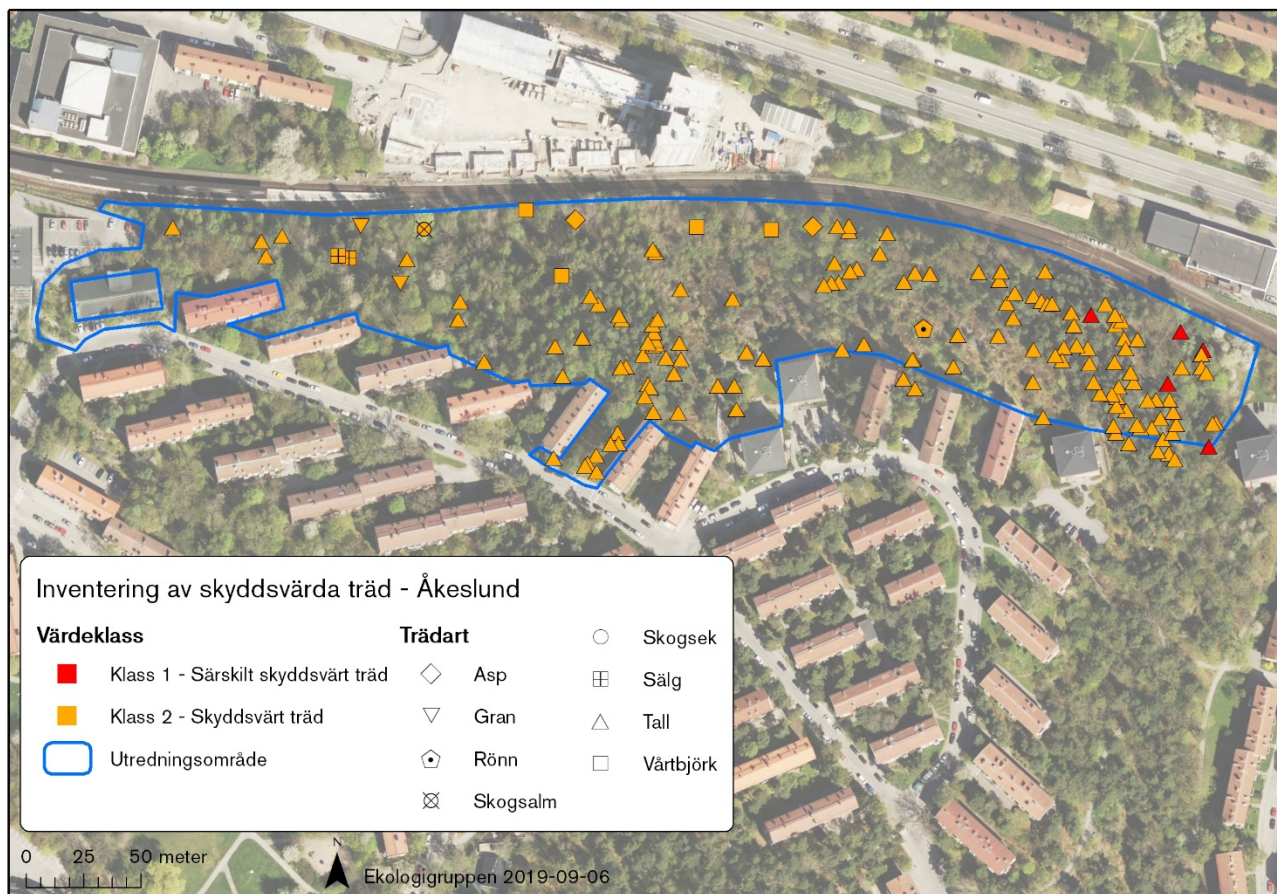 Inventering av skyddsvärda träd - Åkeslund
Värdeklass
Klass 1 - Särskilt skyddsvärt träd
Klass 2 - Skyddsvärt träd
Utredningsområde
Trädart
Asp
Gran
Rönn
Skogsalm
Skogsek
Sälg
Tall
Vårtbjörk
0 25 50 meter
N
Ekologigruppen 2019-09-06